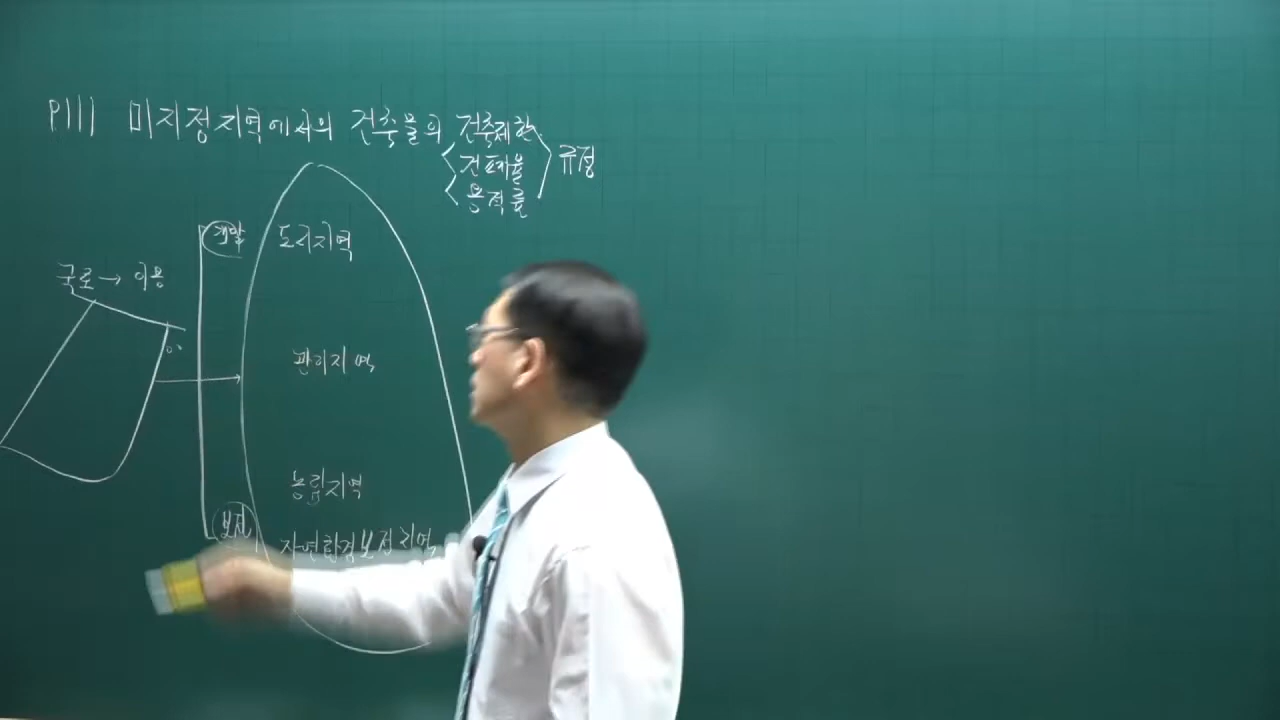 P111 미지정지역에서의 건축물의 건축제한
건폐율
용적률
규정
개발
도시지역
국토→이용
관리지역
농림지역
보전
자연환경보전지역